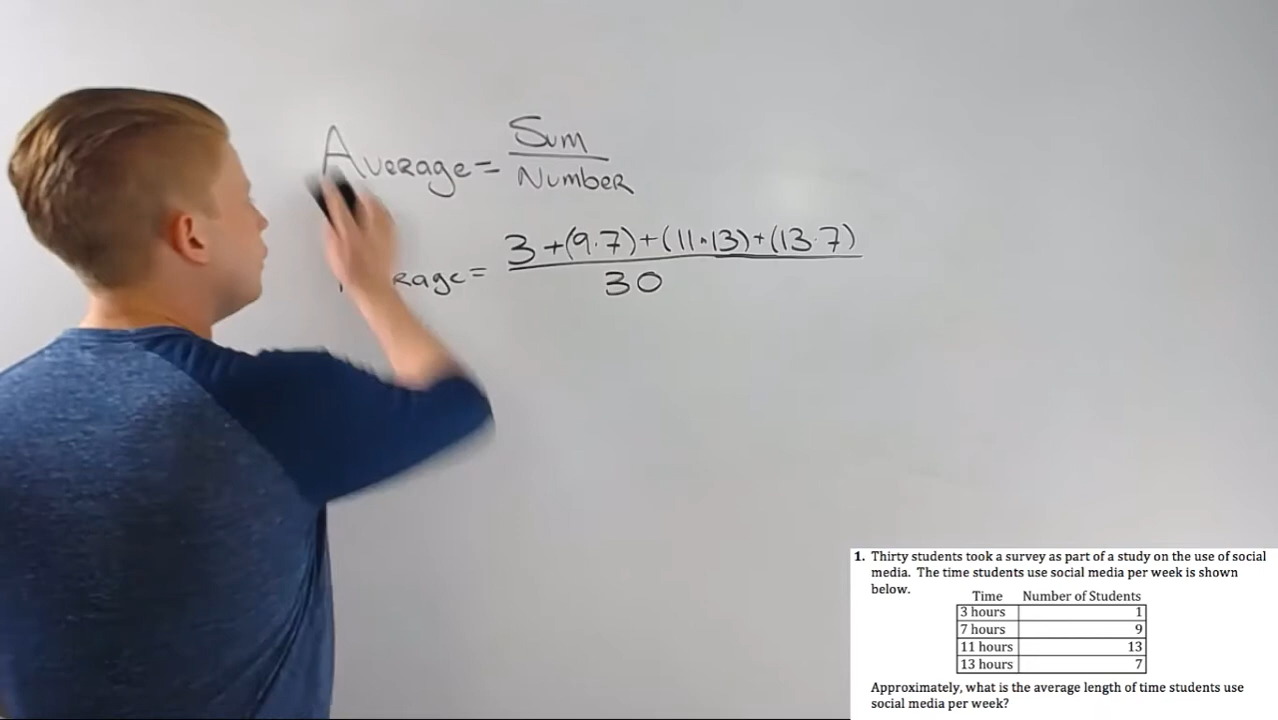 Average = Sum
Number
rage = 3 + (9·7) + (11·13) + (13·7)
30
1. Thirty students took a survey as part of a study on the use of social
media. The time students use social media per week is shown
below.
Time Number of Students
3 hours 1
7 hours 9
11 hours 13
13 hours 7
Approximately, what is the average length of time students use
social media per week?